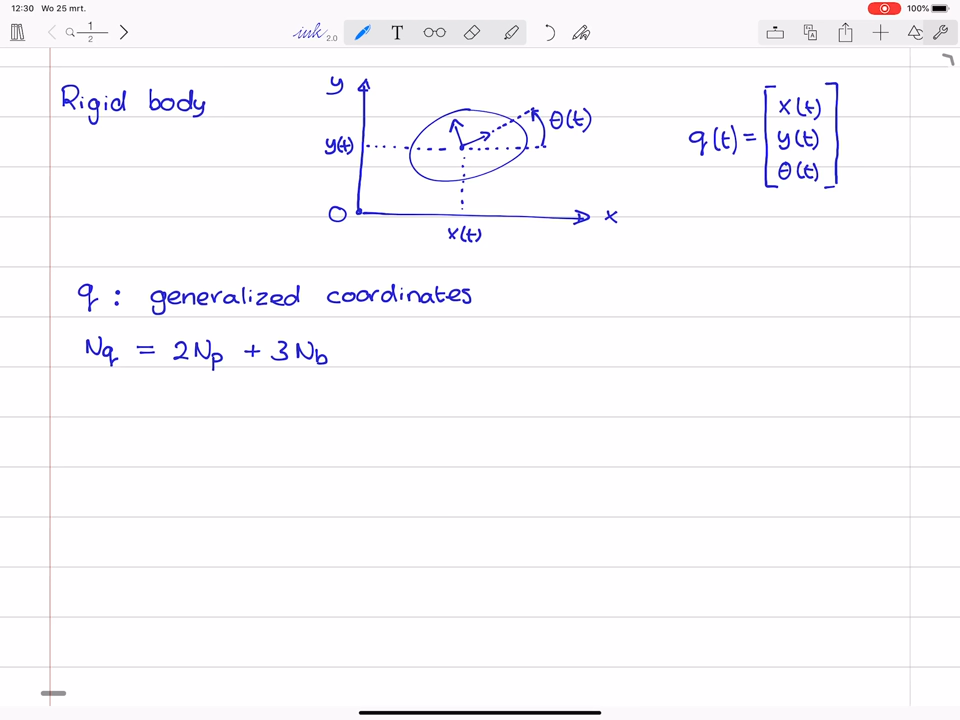 12:30 Wo 25 mrt. 100%
1
2
ink 2.0 T
Rigid body
y
θ(t)
y(t)
O
x
x(t)
q(t) = [x(t)
y(t)
θ(t)]
q : generalized coordinates
Nq = 2Np + 3Nb